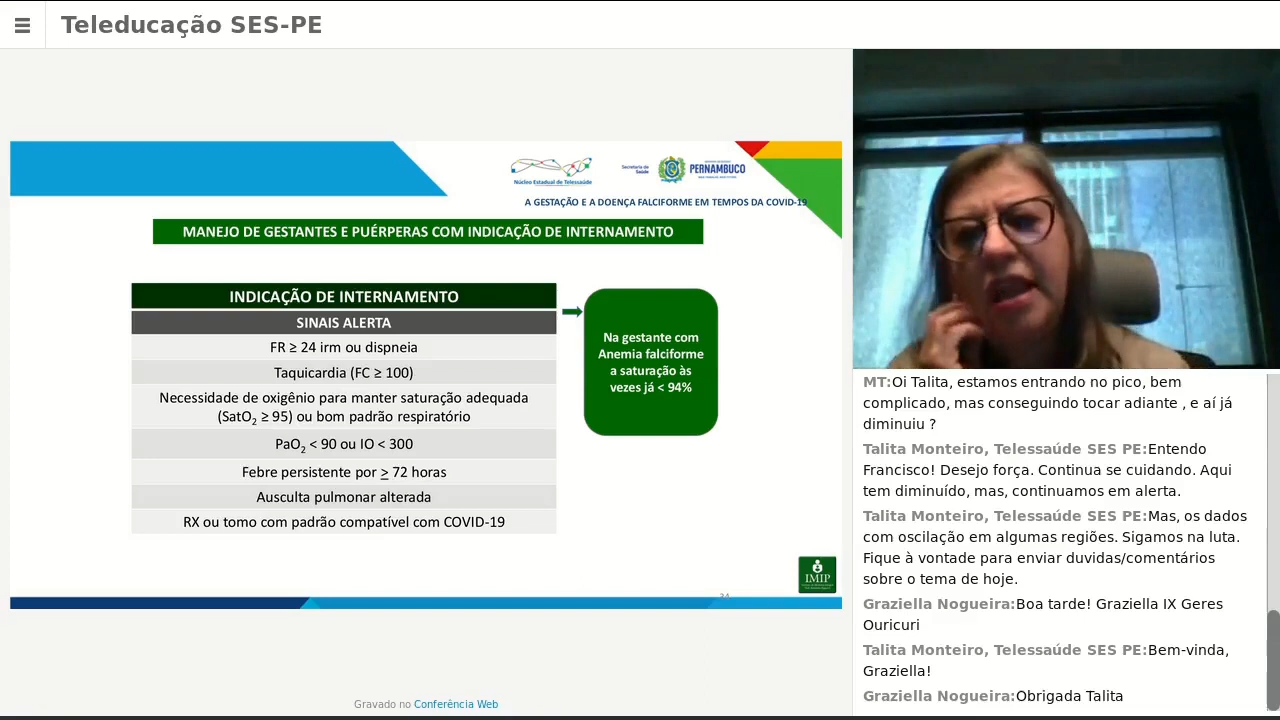 Teleducação SES-PE
Núcleo Estadual de Telessaúde
Secretaria de
Saúde
PERNAMBUCO
A GESTAÇÃO E A DOENÇA FALCIFORME EM TEMPOS DA COVID-19
MANEJO DE GESTANTES E PUÉRPERAS COM INDICAÇÃO DE INTERNAMENTO
INDICAÇÃO DE INTERNAMENTO
SINAIS ALERTA
FR ≥ 24 irm ou dispneia
Taquicardia (FC ≥ 100)
Necessidade de oxigênio para manter saturação adequada
(SatO₂ ≥ 95) ou bom padrão respiratório
PaO₂ < 90 ou IO < 300
Febre persistente por ≥ 72 horas
Ausculta pulmonar alterada
RX ou tomo com padrão compatível com COVID-19
Na gestante com
Anemia falciforme
a saturação às
vezes já < 94%
IMIP
34
Gravado no Conferência Web
MT:Oi Talita, estamos entrando no pico, bem
complicado, mas conseguindo tocar adiante , e aí já
diminuiu ?
Talita Monteiro, Telessaúde SES PE:Entendo
Francisco! Desejo força. Continua se cuidando. Aqui
tem diminuído, mas, continuamos em alerta.
Talita Monteiro, Telessaúde SES PE:Mas, os dados
com oscilação em algumas regiões. Sigamos na luta.
Fique à vontade para enviar duvidas/comentários
sobre o tema de hoje.
Graziella Nogueira:Boa tarde! Graziella IX Geres
Ouricuri
Talita Monteiro, Telessaúde SES PE:Bem-vinda,
Graziella!
Graziella Nogueira:Obrigada Talita